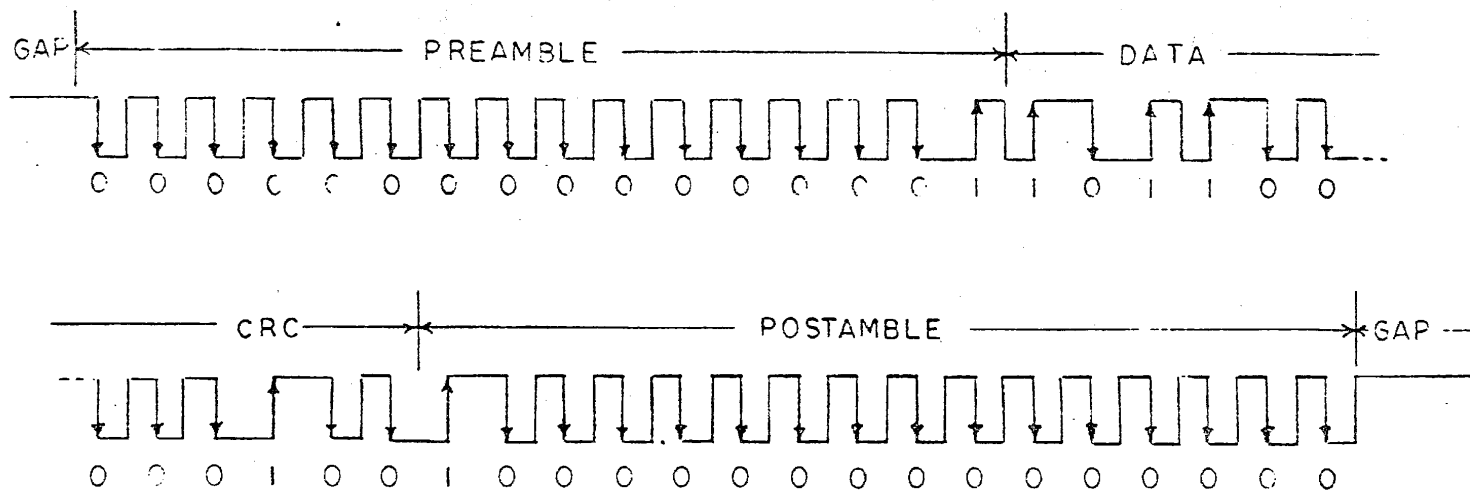 GAP PREAMBLE DATA
0 0 0 0 0 0 0 0 0 0 0 0 0 0 0 1 1 0 1 1 0 0
CRC POSTAMBLE GAP
0 0 0 1 0 0 1 0 0 0 0 0 0 0 0 0 0 0 0 0 0 0